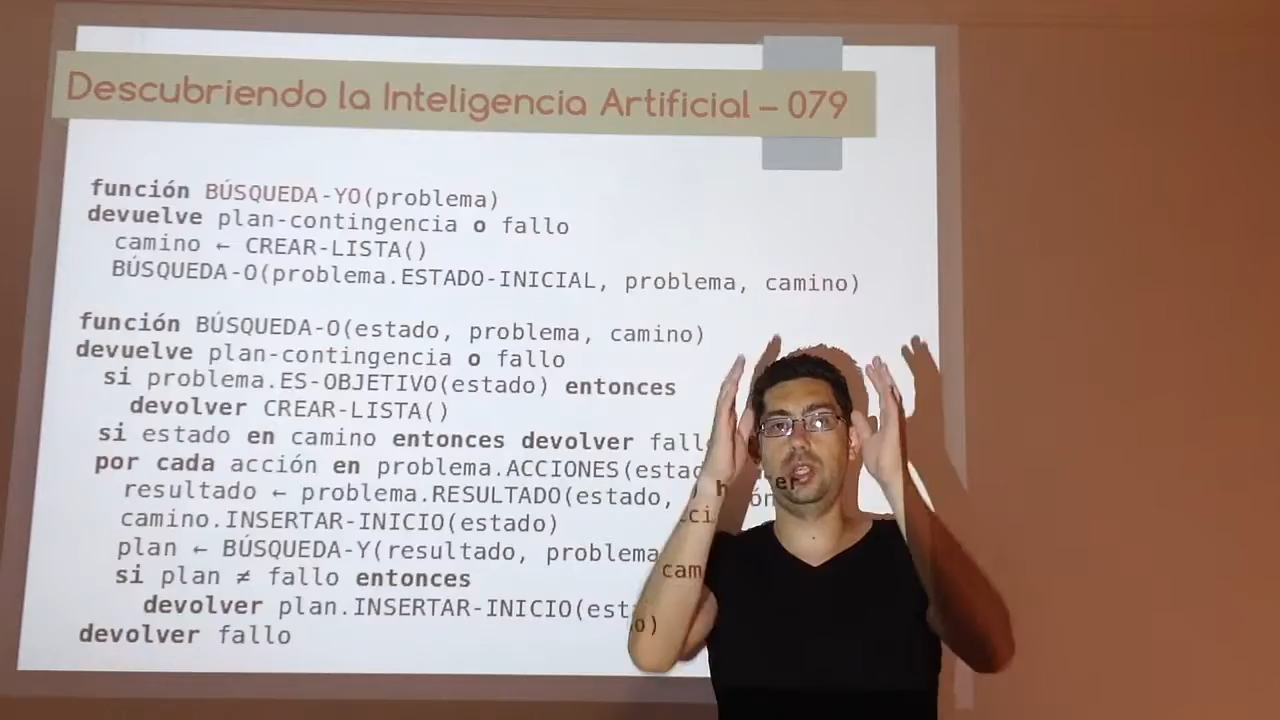 Descubriendo la Inteligencia Artificial – 079
función BÚSQUEDA-YO(problema)
devuelve plan-contingencia o fallo
camino ← CREAR-LISTA()
BÚSQUEDA-O(problema.ESTADO-INICIAL, problema, camino)
función BÚSQUEDA-O(estado, problema, camino)
devuelve plan-contingencia o fallo
si problema.ES-OBJETIVO(estado) entonces
devolver CREAR-LISTA()
si estado en camino entonces devolver
por cada acción en problema.ACCIONES(
resultado ← problema.RESULTADO(estado,
camino.INSERTAR-INICIO(estado)
plan ← BÚSQUEDA-Y(resultado, problema
si plan ≠ fallo entonces
devolver plan.INSERTAR-INICIO(
devolver fallo